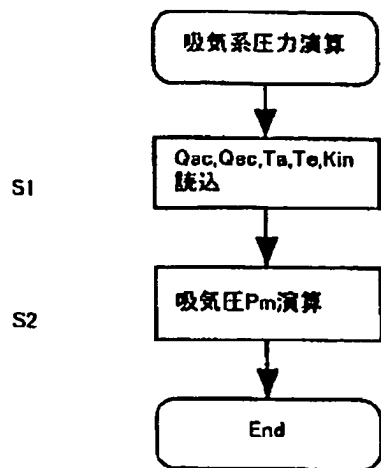 吸気系圧力演算
S1
Qac,Qec,Ta,Te,Kin
読込
S2
吸気圧Pm演算
End